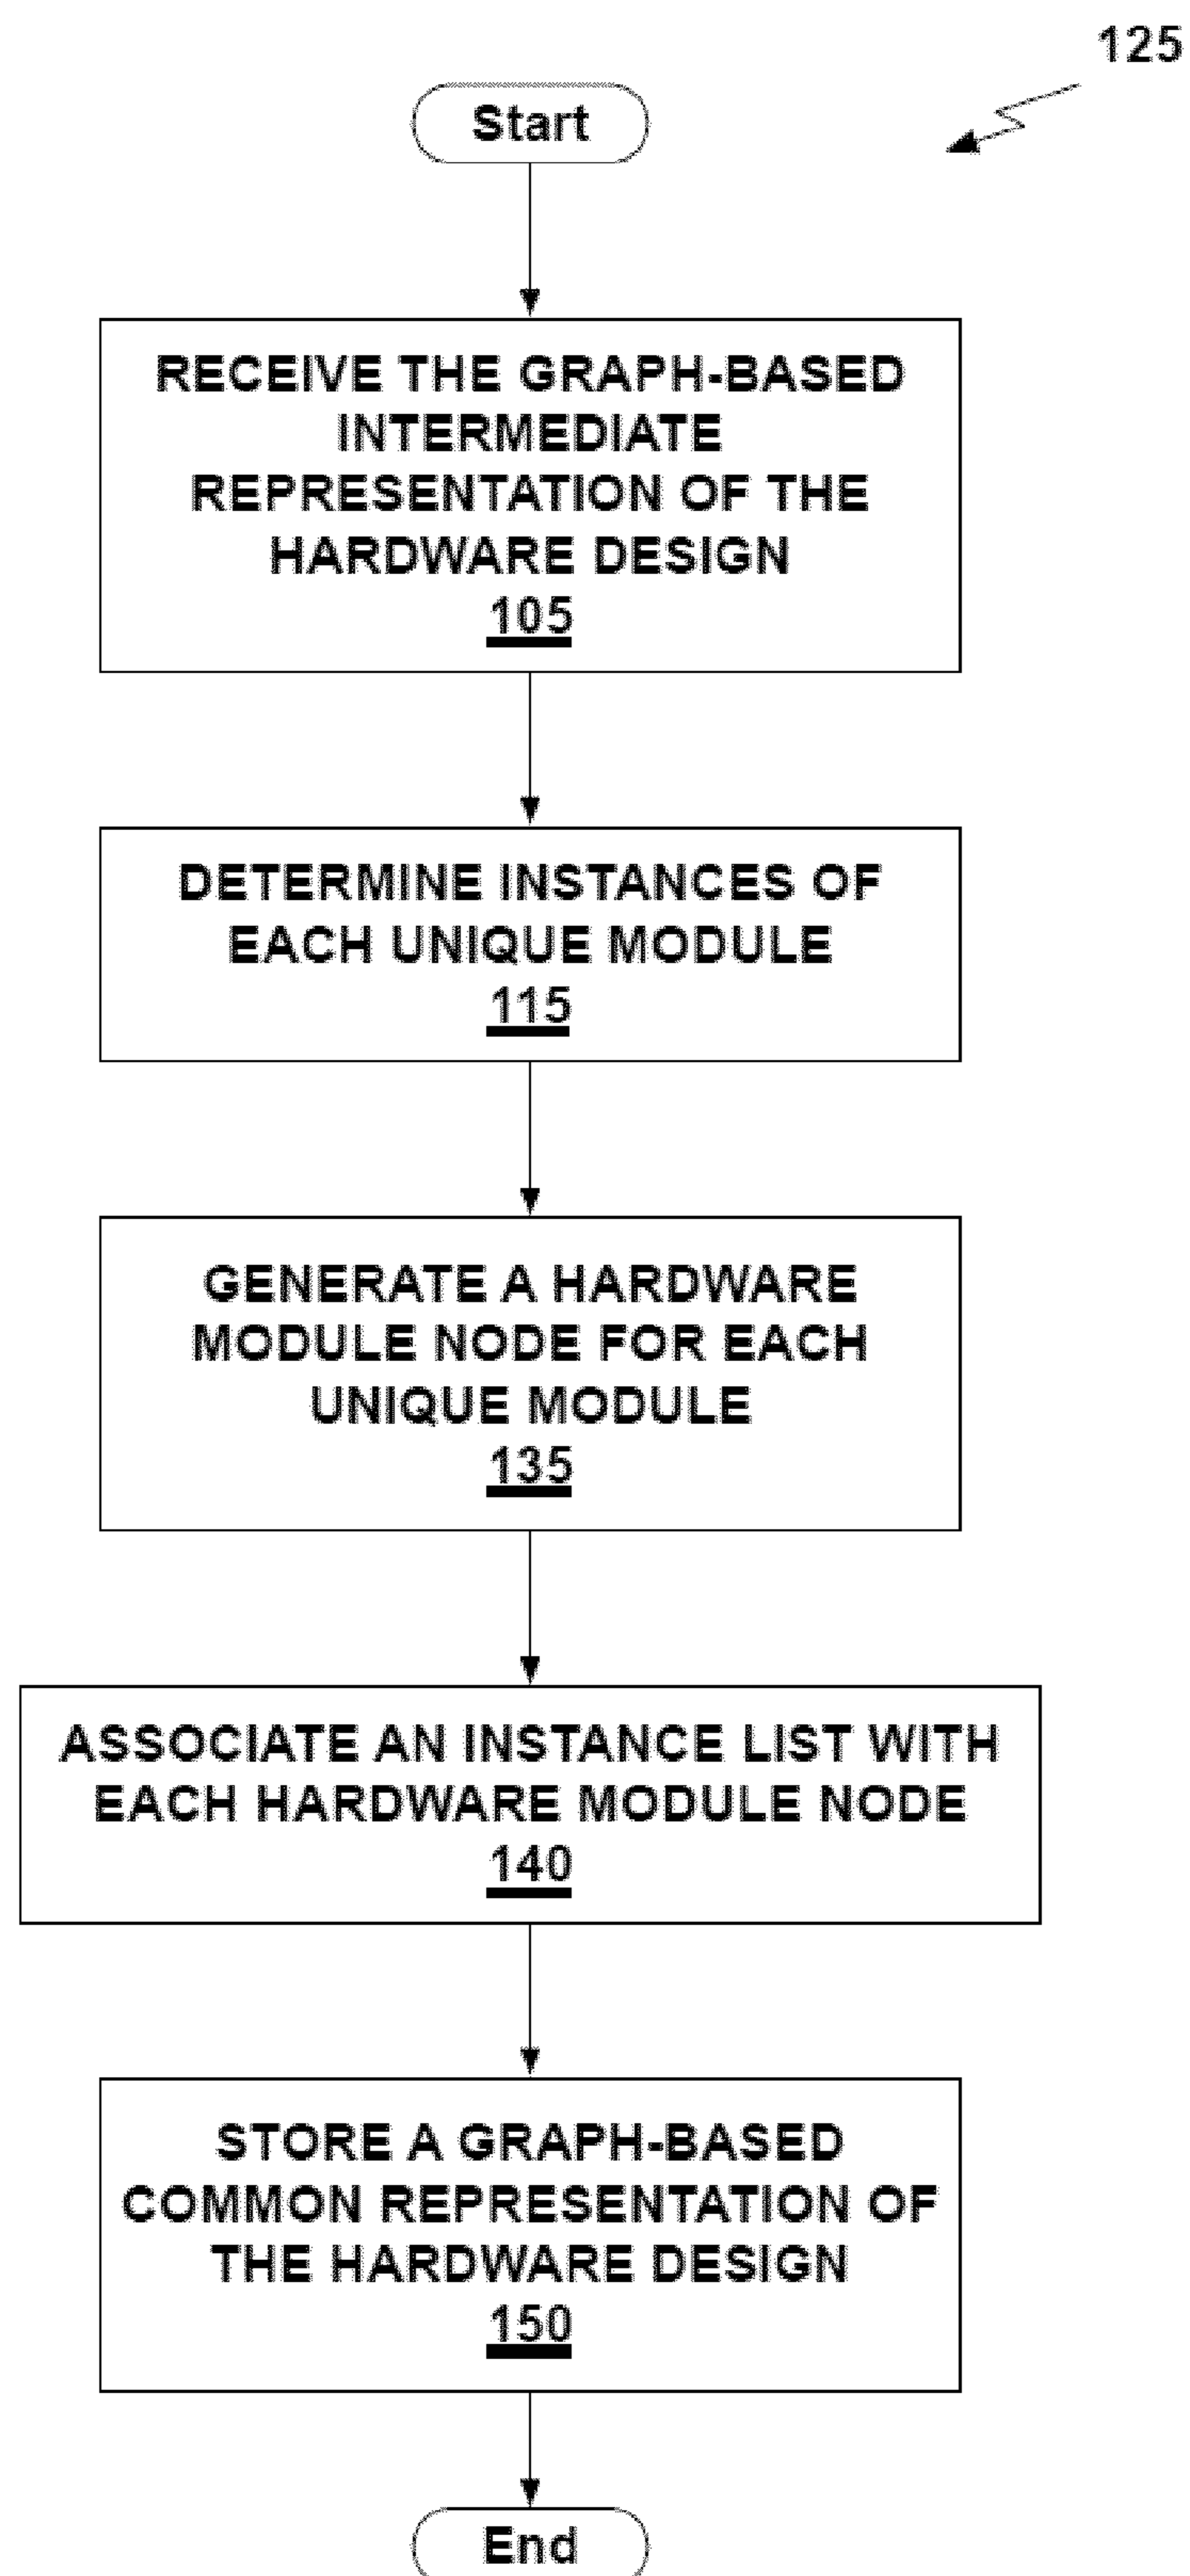 125
Start
RECEIVE THE GRAPH-BASED
INTERMEDIATE
REPRESENTATION OF THE
HARDWARE DESIGN
105
DETERMINE INSTANCES OF
EACH UNIQUE MODULE
115
GENERATE A HARDWARE
MODULE NODE FOR EACH
UNIQUE MODULE
135
ASSOCIATE AN INSTANCE LIST WITH
EACH HARDWARE MODULE NODE
140
STORE A GRAPH-BASED
COMMON REPRESENTATION OF
THE HARDWARE DESIGN
150
End